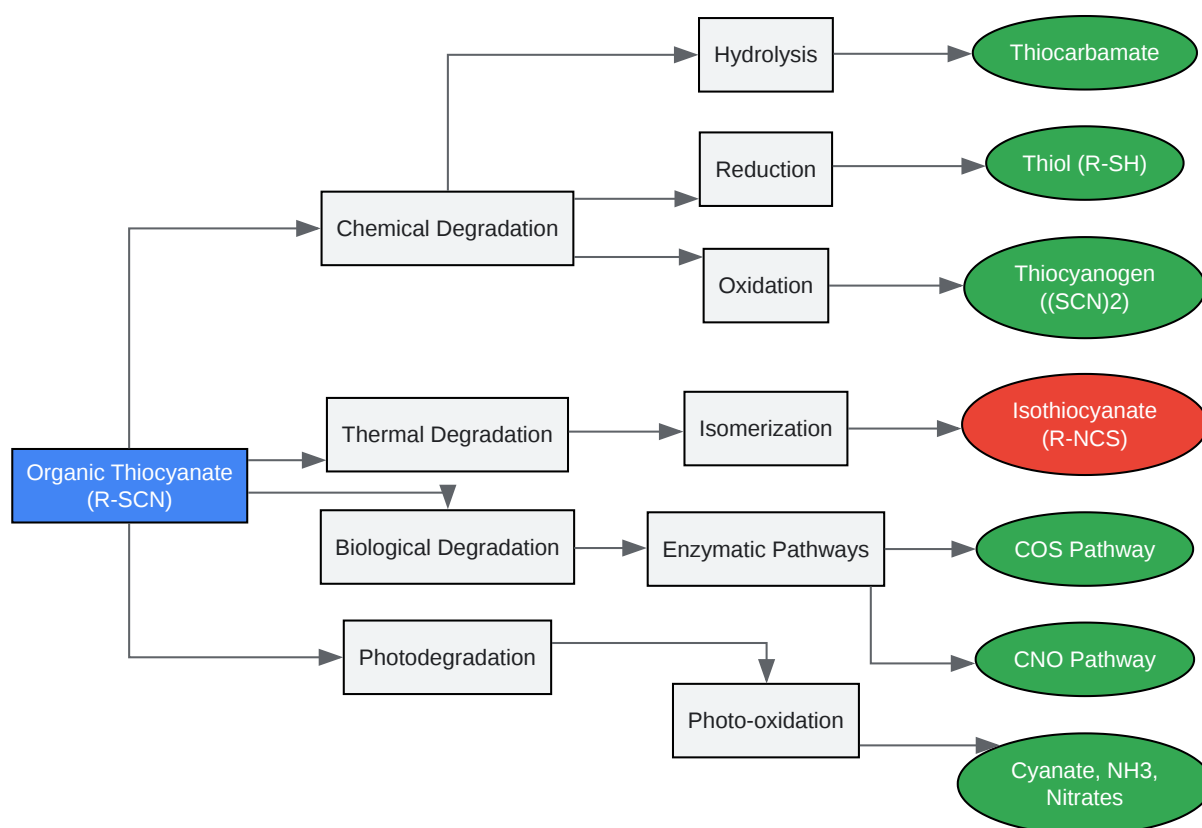 Hydrolysis
Thiocarbamate
Reduction
Thiol (R-SH)
Chemical Degradation
Oxidation
Thiocyanogen
((SCN)2)
Thermal Degradation
Isomerization
Isothiocyanate
(R-NCS)
Organic Thiocyanate
(R-SCN)
Biological Degradation
Enzymatic Pathways
COS Pathway
CNO Pathway
Photodegradation
Photo-oxidation
Cyanate, NH3,
Nitrates